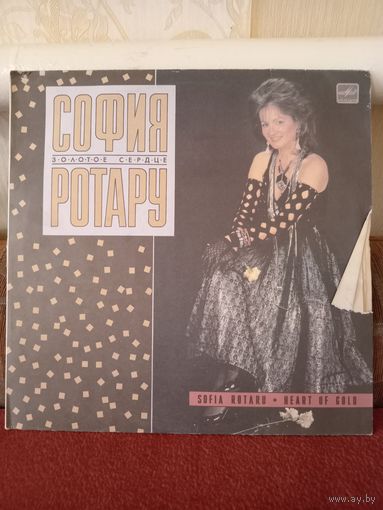 СОФИЯ
ЗОЛОТОЕ СЕРДЦЕ
РОТАРУ
SOFIA ROTARU • HEART OF GOLD
www.ay.by